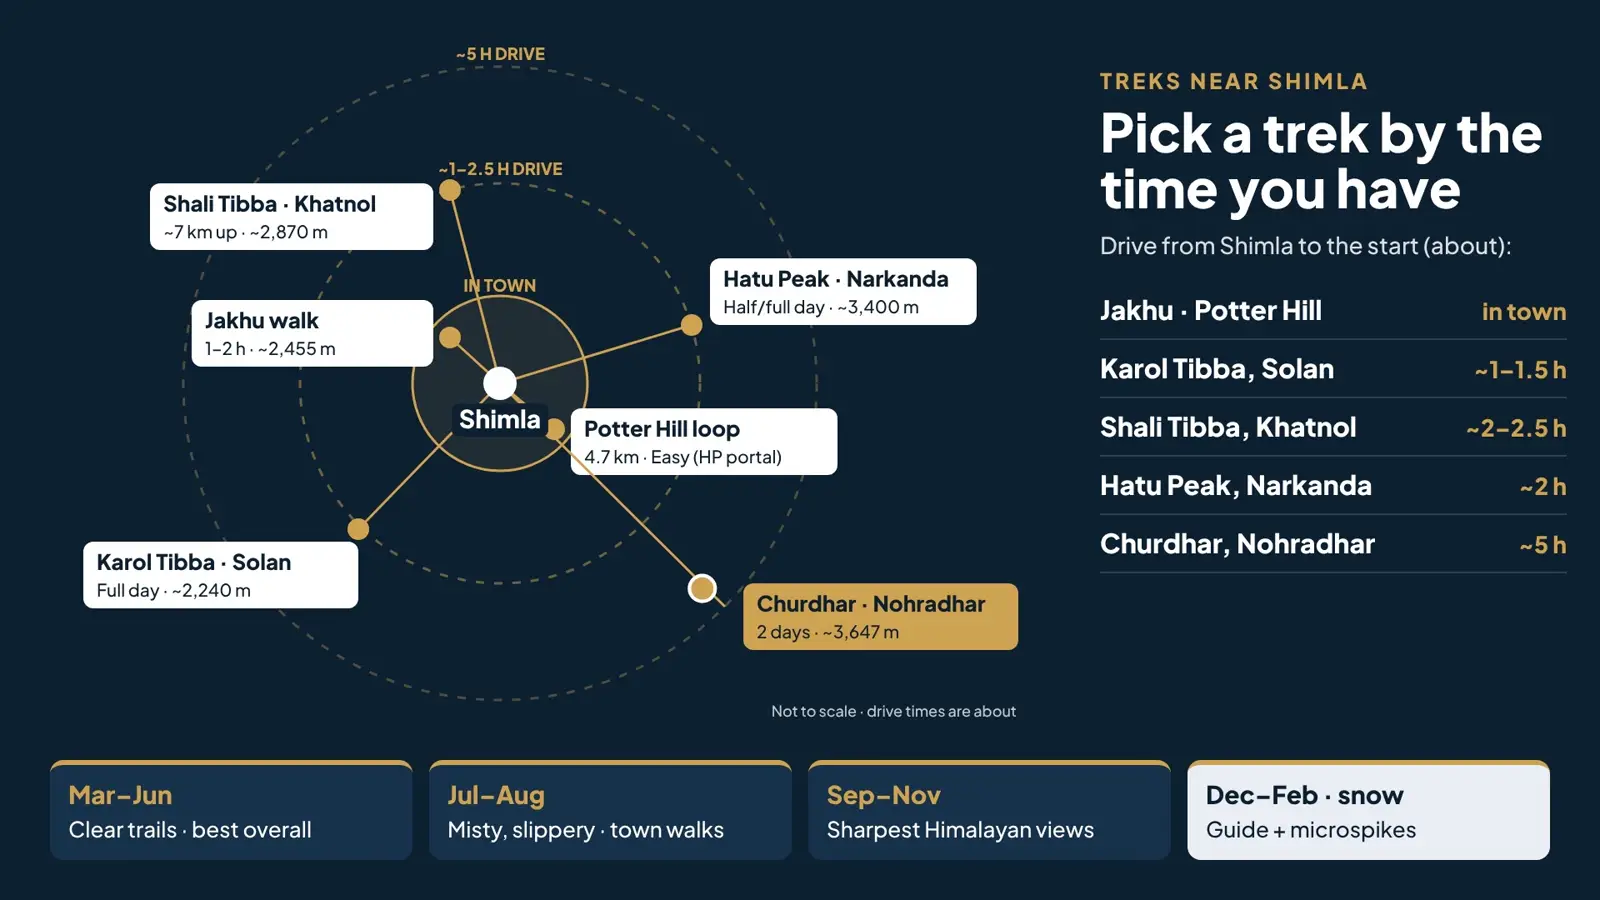 ~5 H DRIVE
~1–2.5 H DRIVE
Shali Tibba · Khatnol
~7 km up · ~2,870 m
IN TOWN
Hatu Peak · Narkanda
Half/full day · ~3,400 m
Jakhu walk
1–2 h · ~2,455 m
Shimla
Potter Hill loop
4.7 km · Easy (HP portal)
Karol Tibba · Solan
Full day · ~2,240 m
Churdhar · Nohradhar
2 days · ~3,647 m
Not to scale · drive times are about
TREKS NEAR SHIMLA
Pick a trek by the
time you have
Drive from Shimla to the start (about):
Jakhu · Potter Hill in town
Karol Tibba, Solan ~1–1.5 h
Shali Tibba, Khatnol ~2–2.5 h
Hatu Peak, Narkanda ~2 h
Churdhar, Nohradhar ~5 h
Mar–Jun
Clear trails · best overall
Jul–Aug
Misty, slippery · town walks
Sep–Nov
Sharpest Himalayan views
Dec–Feb · snow
Guide + microspikes